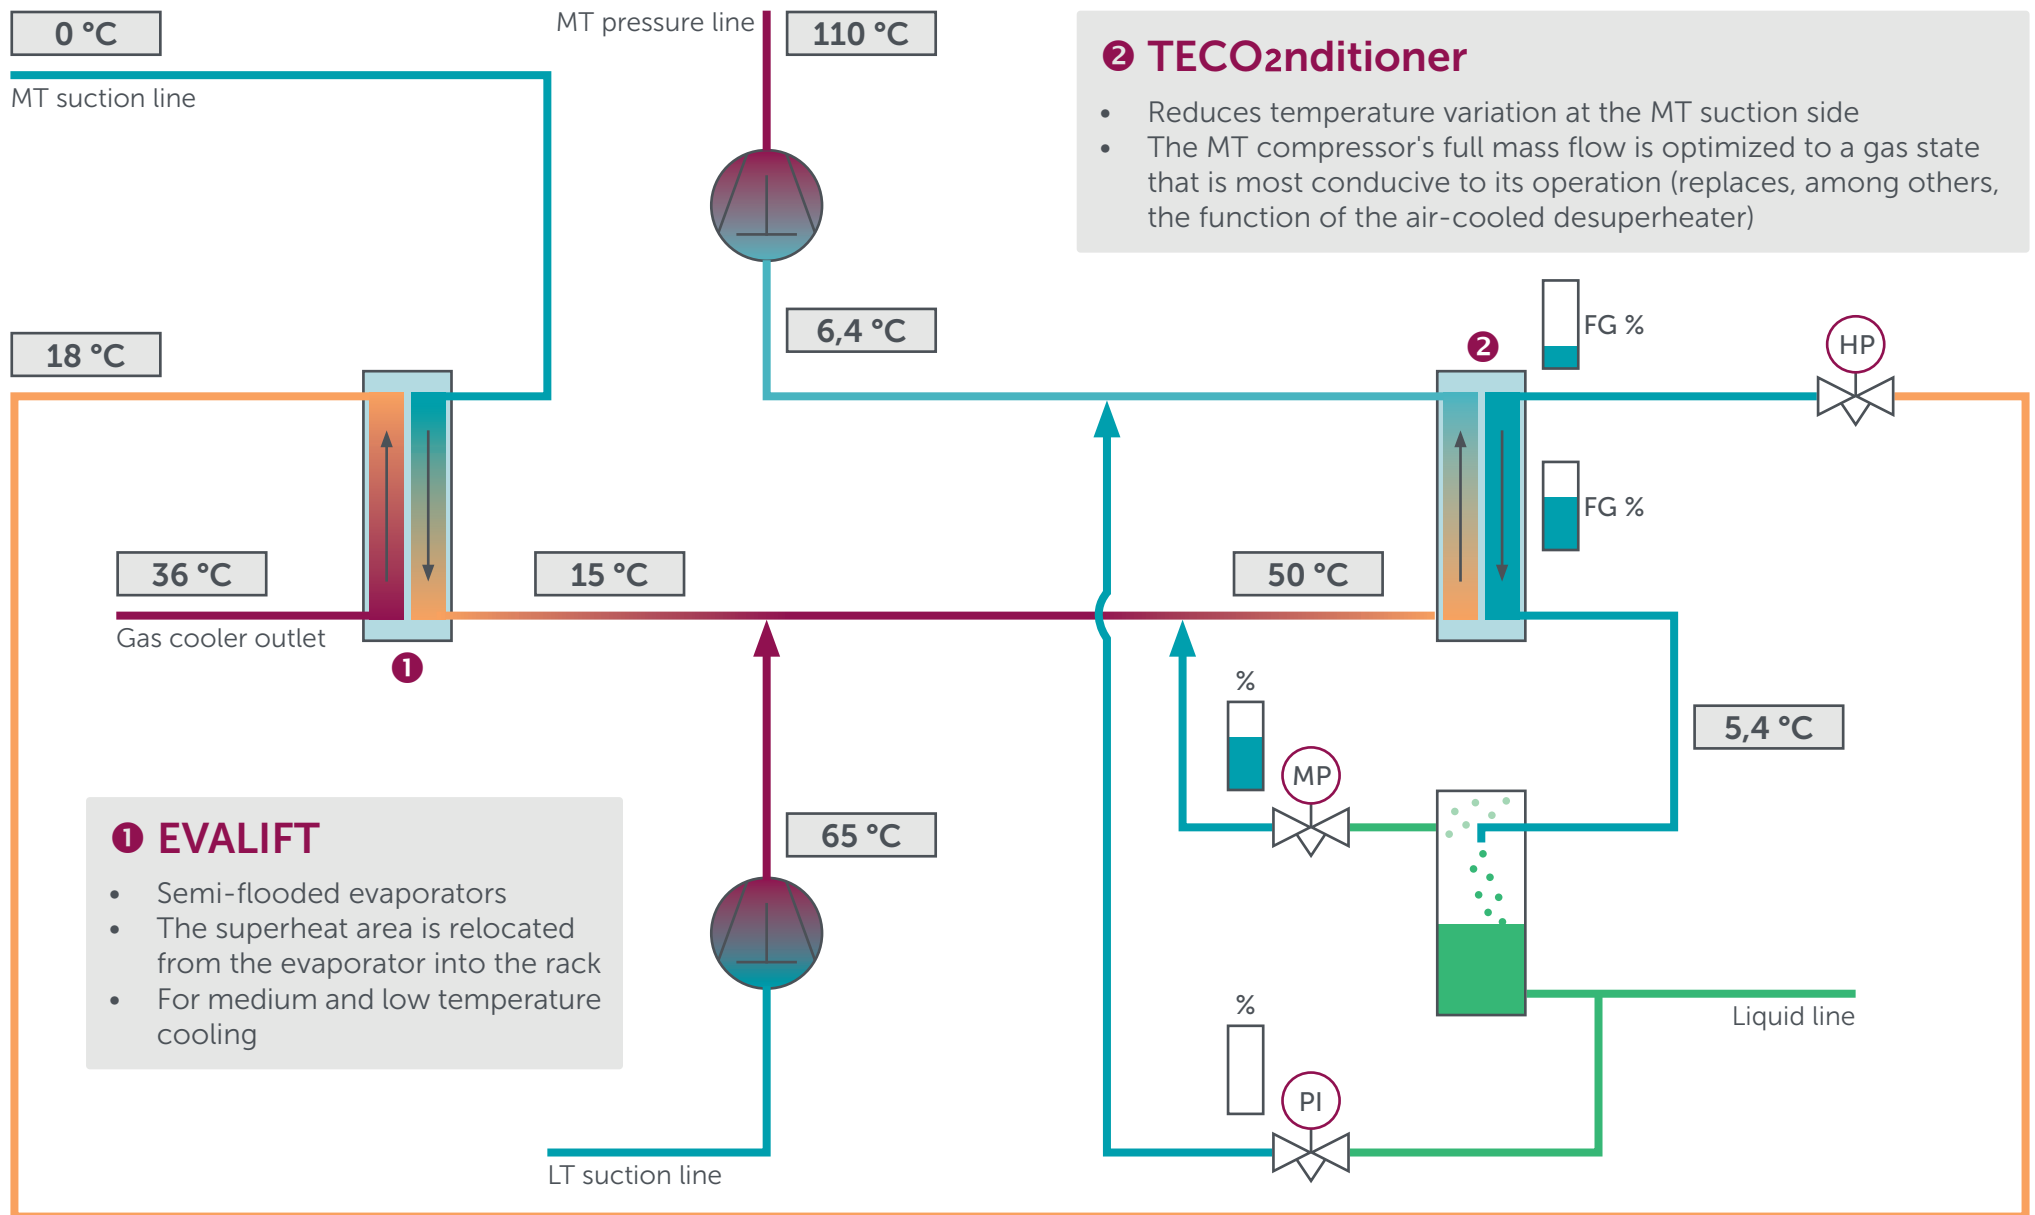 0 °C
MT suction line
MT pressure line
110 °C
❷ TECO2nditioner
• Reduces temperature variation at the MT suction side
• The MT compressor's full mass flow is optimized to a gas state
that is most conducive to its operation (replaces, among others,
the function of the air-cooled desuperheater)
18 °C
6,4 °C
❷
FG %
HP
FG %
36 °C
Gas cooler outlet
15 °C
50 °C
❶
%
MP
5,4 °C
❶ EVALIFT
• Semi-flooded evaporators
• The superheat area is relocated
from the evaporator into the rack
• For medium and low temperature
cooling
65 °C
%
PI
Liquid line
LT suction line